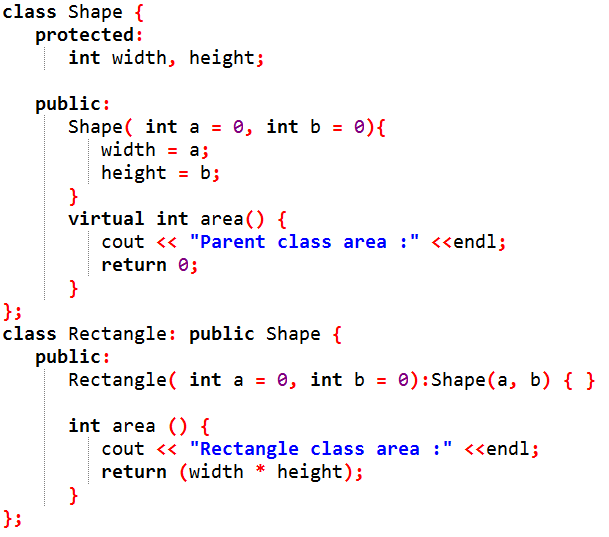 class Shape {
   protected:
      int width, height;

   public:
      Shape( int a = 0, int b = 0){
         width = a;
         height = b;
      }
      virtual int area() {
         cout << "Parent class area :" <<endl;
         return 0;
      }
};
class Rectangle: public Shape {
   public:
      Rectangle( int a = 0, int b = 0):Shape(a, b) { }

      int area () {
         cout << "Rectangle class area :" <<endl;
         return (width * height);
      }
};